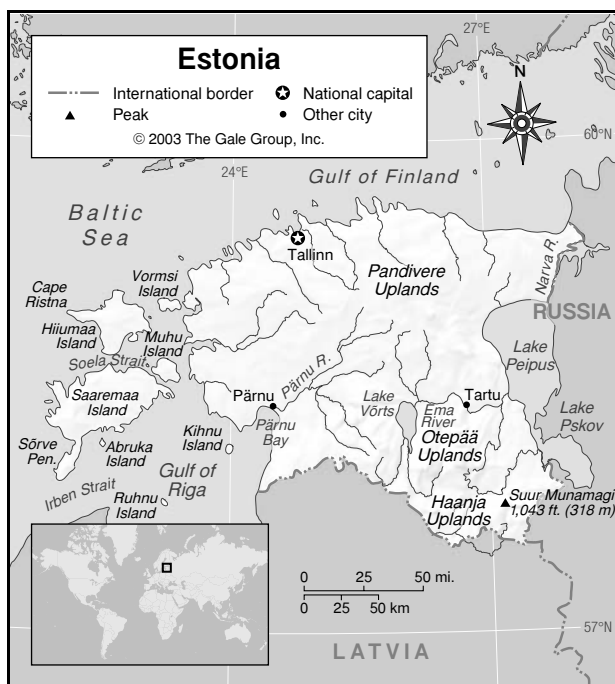 Estonia
International border
National capital
Peak
Other city
© 2003 The Gale Group, Inc.
27°E
N
60°N
24°E
Gulf of Finland
Baltic
Sea
Tallinn
Narva R.
Vormsi
Island
Pandivere
Uplands
Cape
Ristna
RUSSIA
Hiiumaa
Island
Muhu
Island
Lake
Peipus
Soela Strait
Pärnu R.
Saaremaa
Island
Pärnu
Lake
Võrts
Tartu
Ema
River
Lake
Pskov
Pärnu
Bay
Kihnu
Island
Otepää
Uplands
Sõrve
Pen.
Abruka
Island
Gulf of
Riga
Irben Strait
Ruhnu
Island
Haanja
Uplands
Suur Munamagi
1,043 ft. (318 m)
0 25 50 mi.
0 25 50 km
57°N
LATVIA